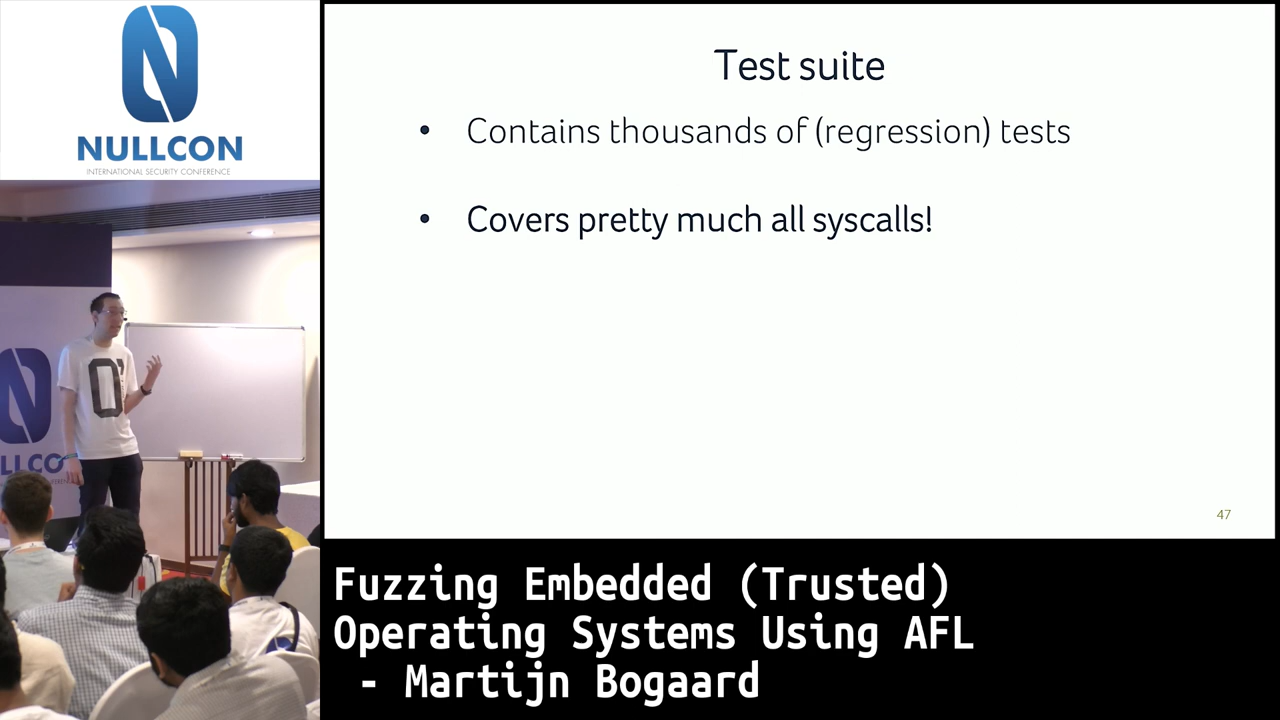 NULLCON
INTERNATIONAL SECURITY CONFERENCE
Test suite
• Contains thousands of (regression) tests
• Covers pretty much all syscalls!
47
LLCO
Fuzzing Embedded (Trusted)
Operating Systems Using AFL
- Martijn Bogaard